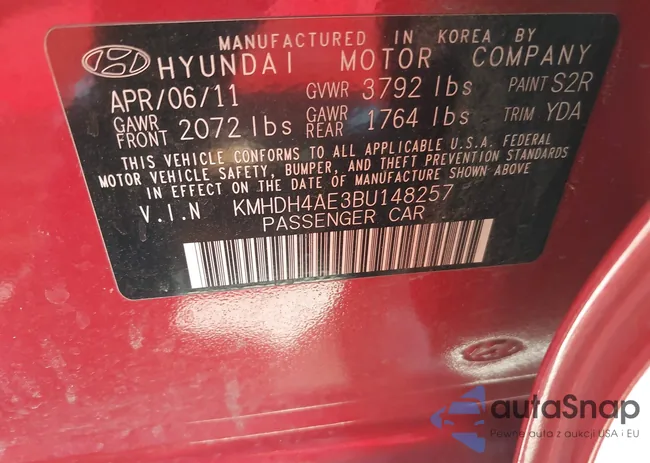 MANUFACTURED IN KOREA BY
HYUNDAI MOTOR COMPANY
APR/06/11 GVWR 3792 lbs PAINT S2R
GAWR FRONT 2072 lbs GAWR REAR 1764 lbs TRIM YDA
THIS VEHICLE CONFORMS TO ALL APPLICABLE U.S.A. FEDERAL
MOTOR VEHICLE SAFETY, BUMPER, AND THEFT PREVENTION STANDARDS
IN EFFECT ON THE DATE OF MANUFACTURE SHOWN ABOVE
V.I.N KMHDH4AE3BU148257
PASSENGER CAR
autaSnap
Pewne auta z aukcji USA i EU